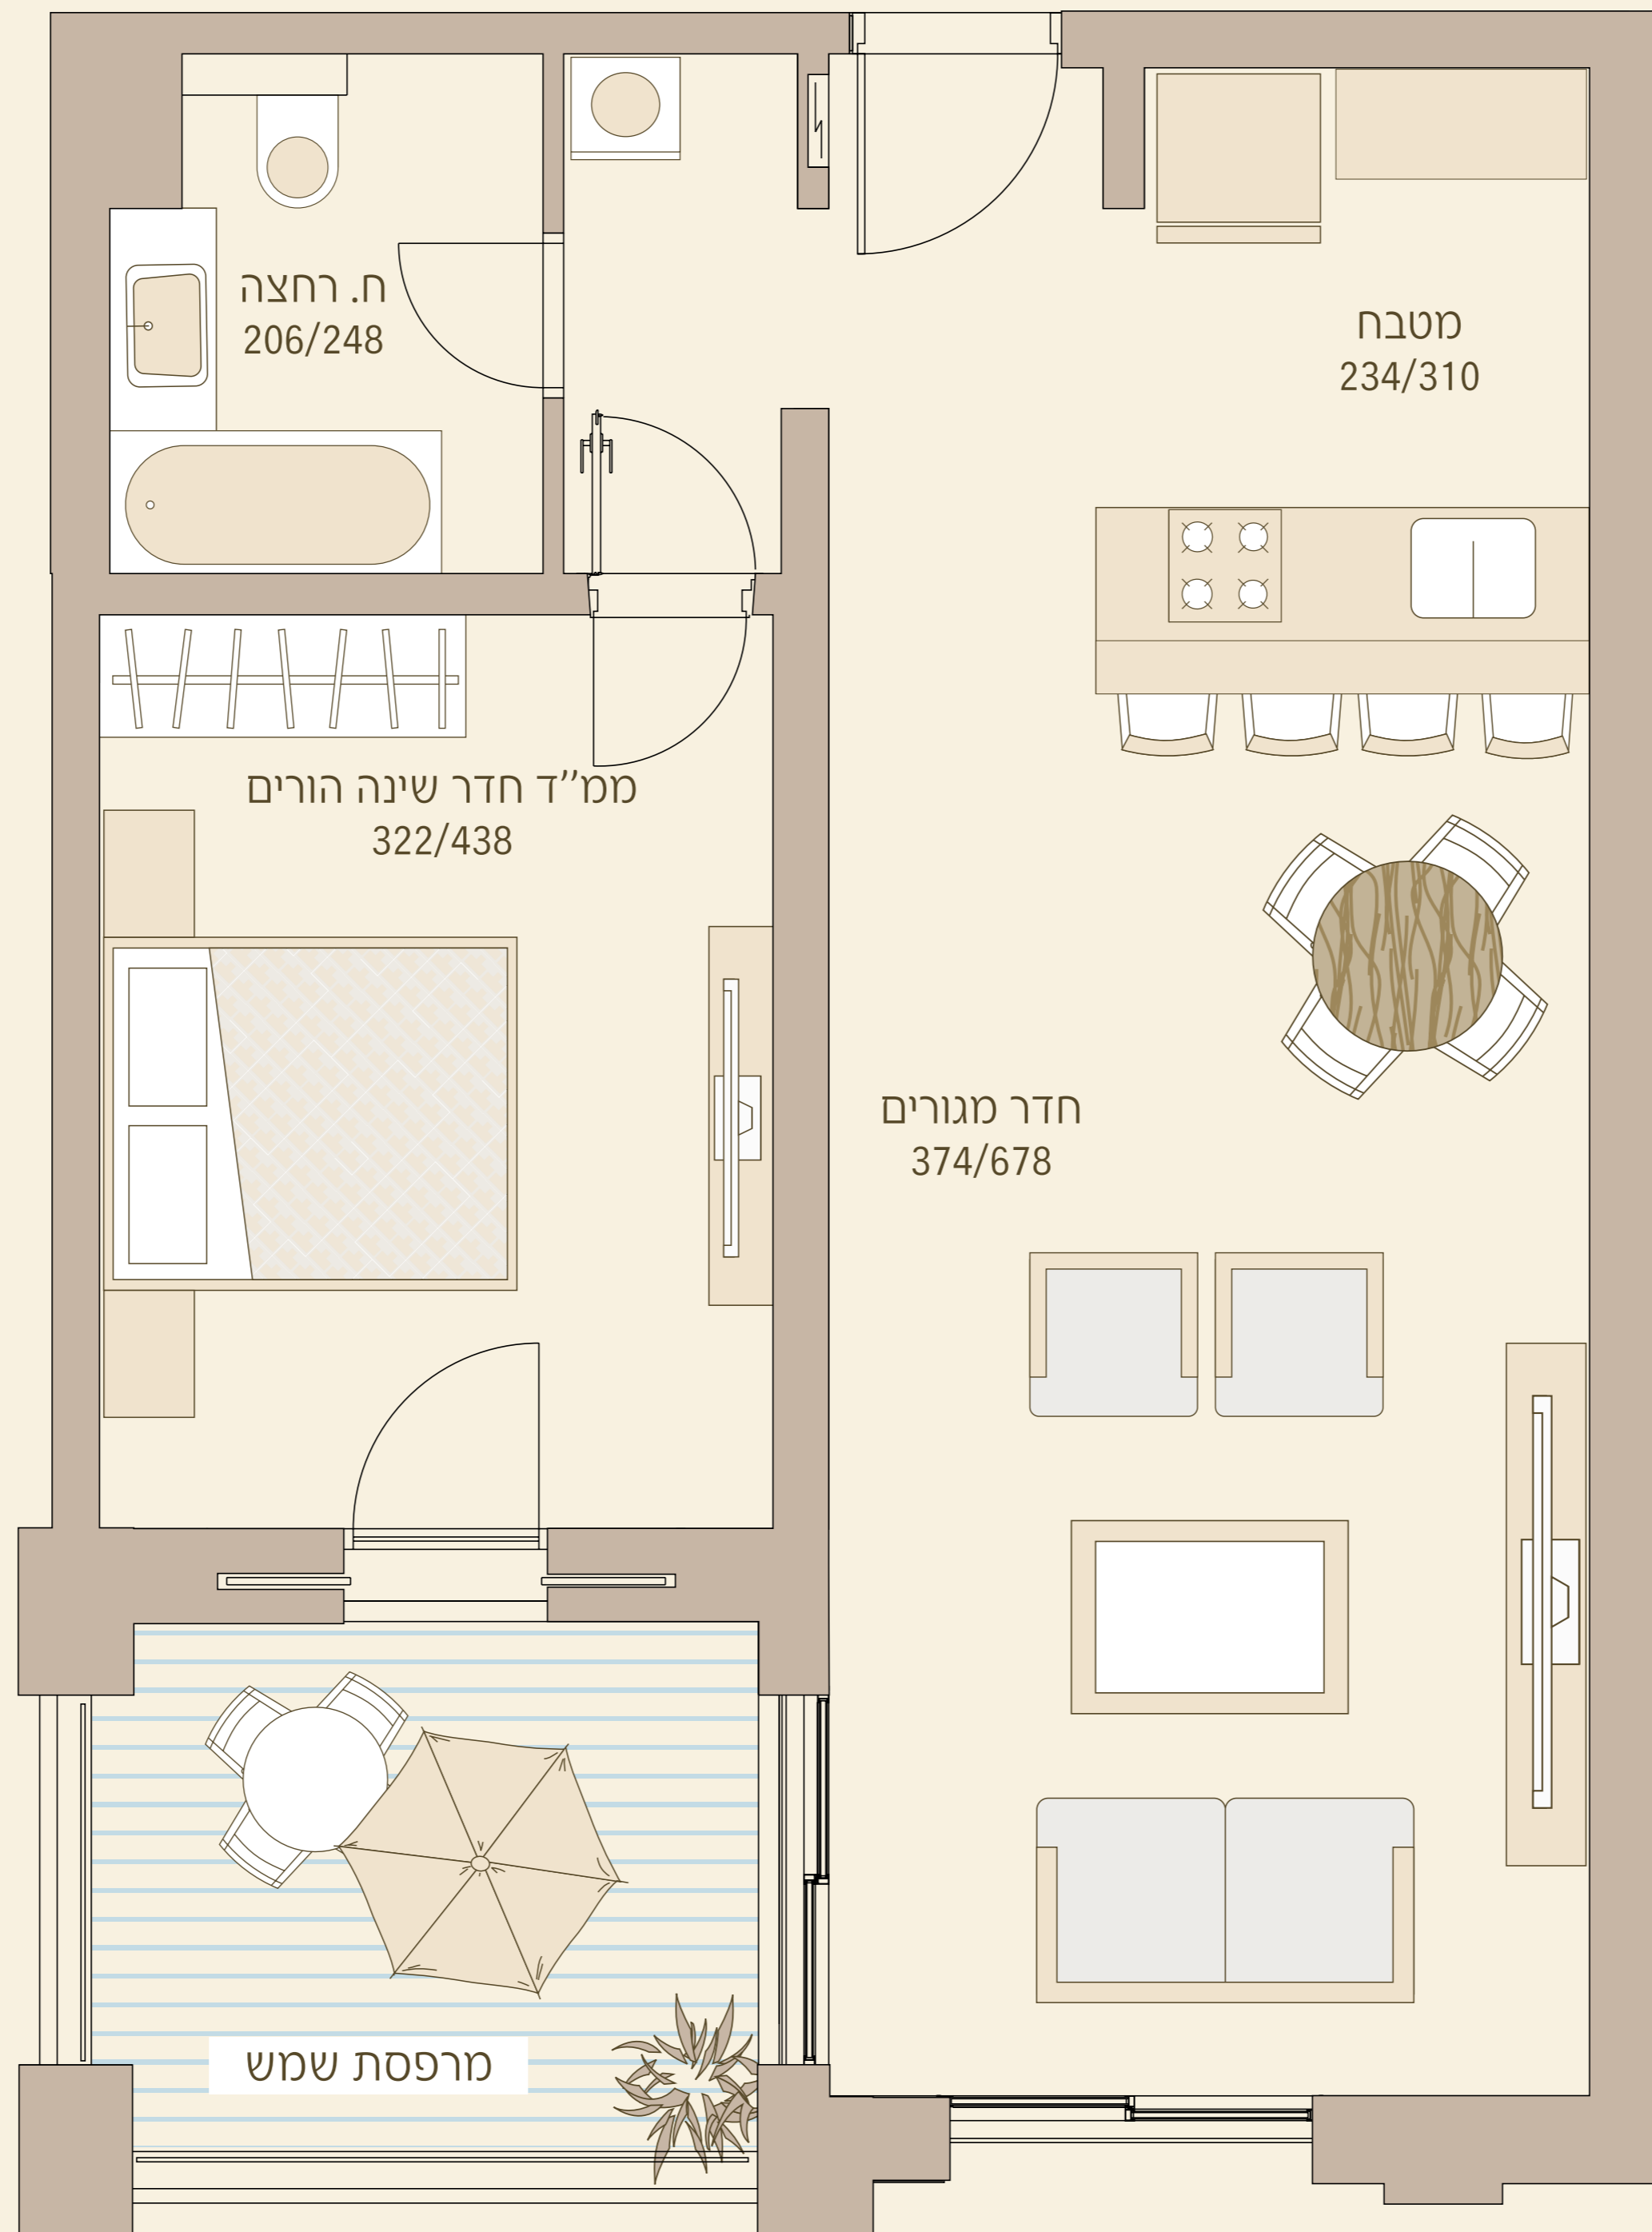 ח. רחצה
206/248
מטבח
234/310
ממ״ד חדר שינה הורים
322/438
חדר מגורים
374/678
מרפסת שמש